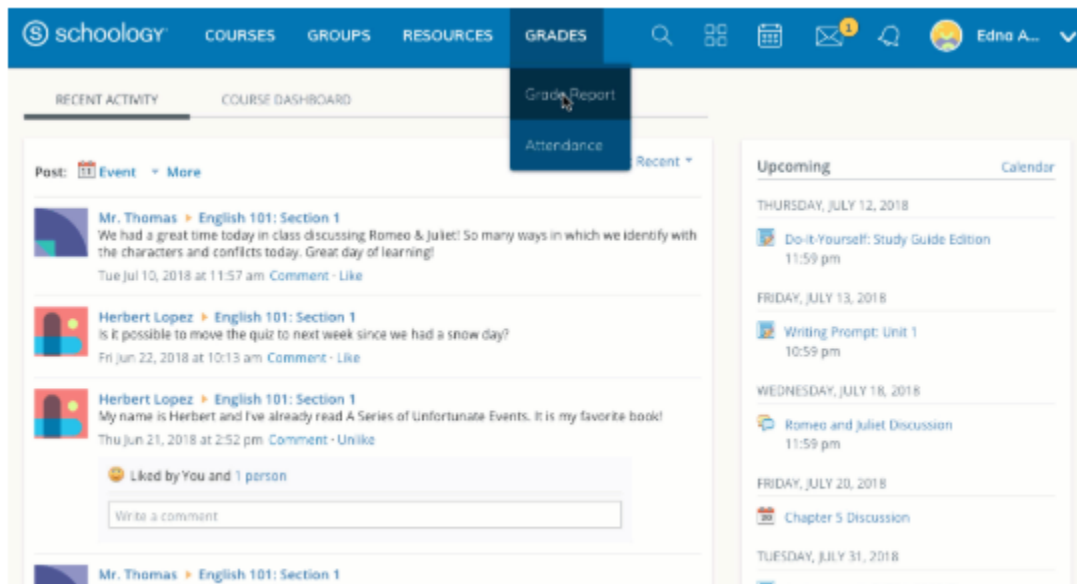 S schoology COURSES GROUPS RESOURCES GRADES 1 Edna A...
Grade Report
Attendance
RECENT ACTIVITY COURSE DASHBOARD
Post: 11 Event More
Recent
Mr. Thomas English 101: Section 1
We had a great time today in class discussing Romeo & Juliet! So many ways in which we identify with
the characters and conflicts today. Great day of learning!
Tue Jul 10, 2018 at 11:57 am Comment · Like
Herbert Lopez English 101: Section 1
Is it possible to move the quiz to next week since we had a snow day?
Fri Jun 22, 2018 at 10:13 am Comment · Like
Herbert Lopez English 101: Section 1
My name is Herbert and I've already read A Series of Unfortunate Events. It is my favorite book!
Thu Jun 21, 2018 at 2:52 pm Comment · Unlike
Liked by You and 1 person
Write a comment
Mr. Thomas English 101: Section 1
Upcoming Calendar
THURSDAY, JULY 12, 2018
Do-It-Yourself: Study Guide Edition
11:59 pm
FRIDAY, JULY 13, 2018
Writing Prompt: Unit 1
10:59 pm
WEDNESDAY, JULY 18, 2018
Romeo and Juliet Discussion
11:59 pm
FRIDAY, JULY 20, 2018
Chapter 5 Discussion
TUESDAY, JULY 31, 2018